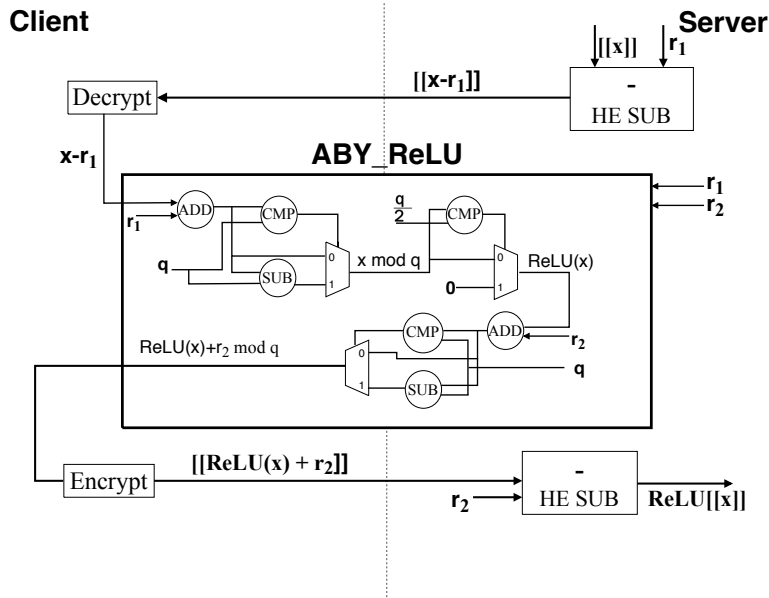 Client
Server
[[x]]
r1
[[x-r1]]
-
HE SUB
Decrypt
x-r1
ABY_ReLU
r1
r2
ADD
r1
CMP
q
SUB
0
1
x mod q
q
2
CMP
0
0
1
ReLU(x)
ReLU(x)+r2 mod q
CMP
ADD
r2
0
1
SUB
q
Encrypt
[[ReLU(x) + r2]]
r2
-
HE SUB
ReLU[[x]]